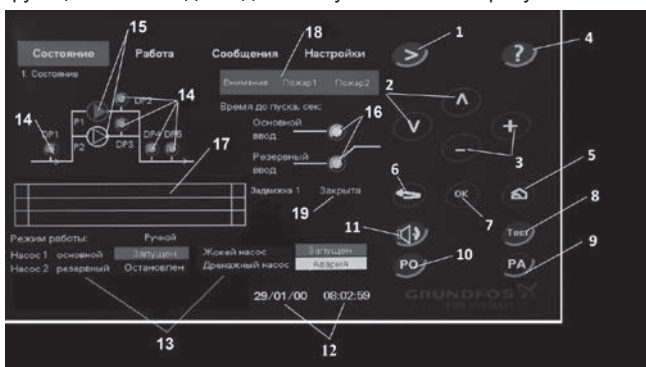 Состояние Работа Сообщения Настройки
1. Состояние
Внимание Пожар1 Пожар2
Время до пуска, сек:
Основной ввод
Резервный ввод
P1
P2
DP1
DP2
DP3
DP4 DP5
Задвижка 1 Закрыта
Режим работы: Ручной
Насос 1 основной Запущен
Насос 2 резервный Остановлен
Жокей насос Запущен
Дренажный насос Авария
29/01/00 08:02:59
>
?
OK
Тест
PO
PA
GRUNDFOS
1
2
3
4
5
6
7
8
9
10
11
12
13
14
14
15
16
17
18
19